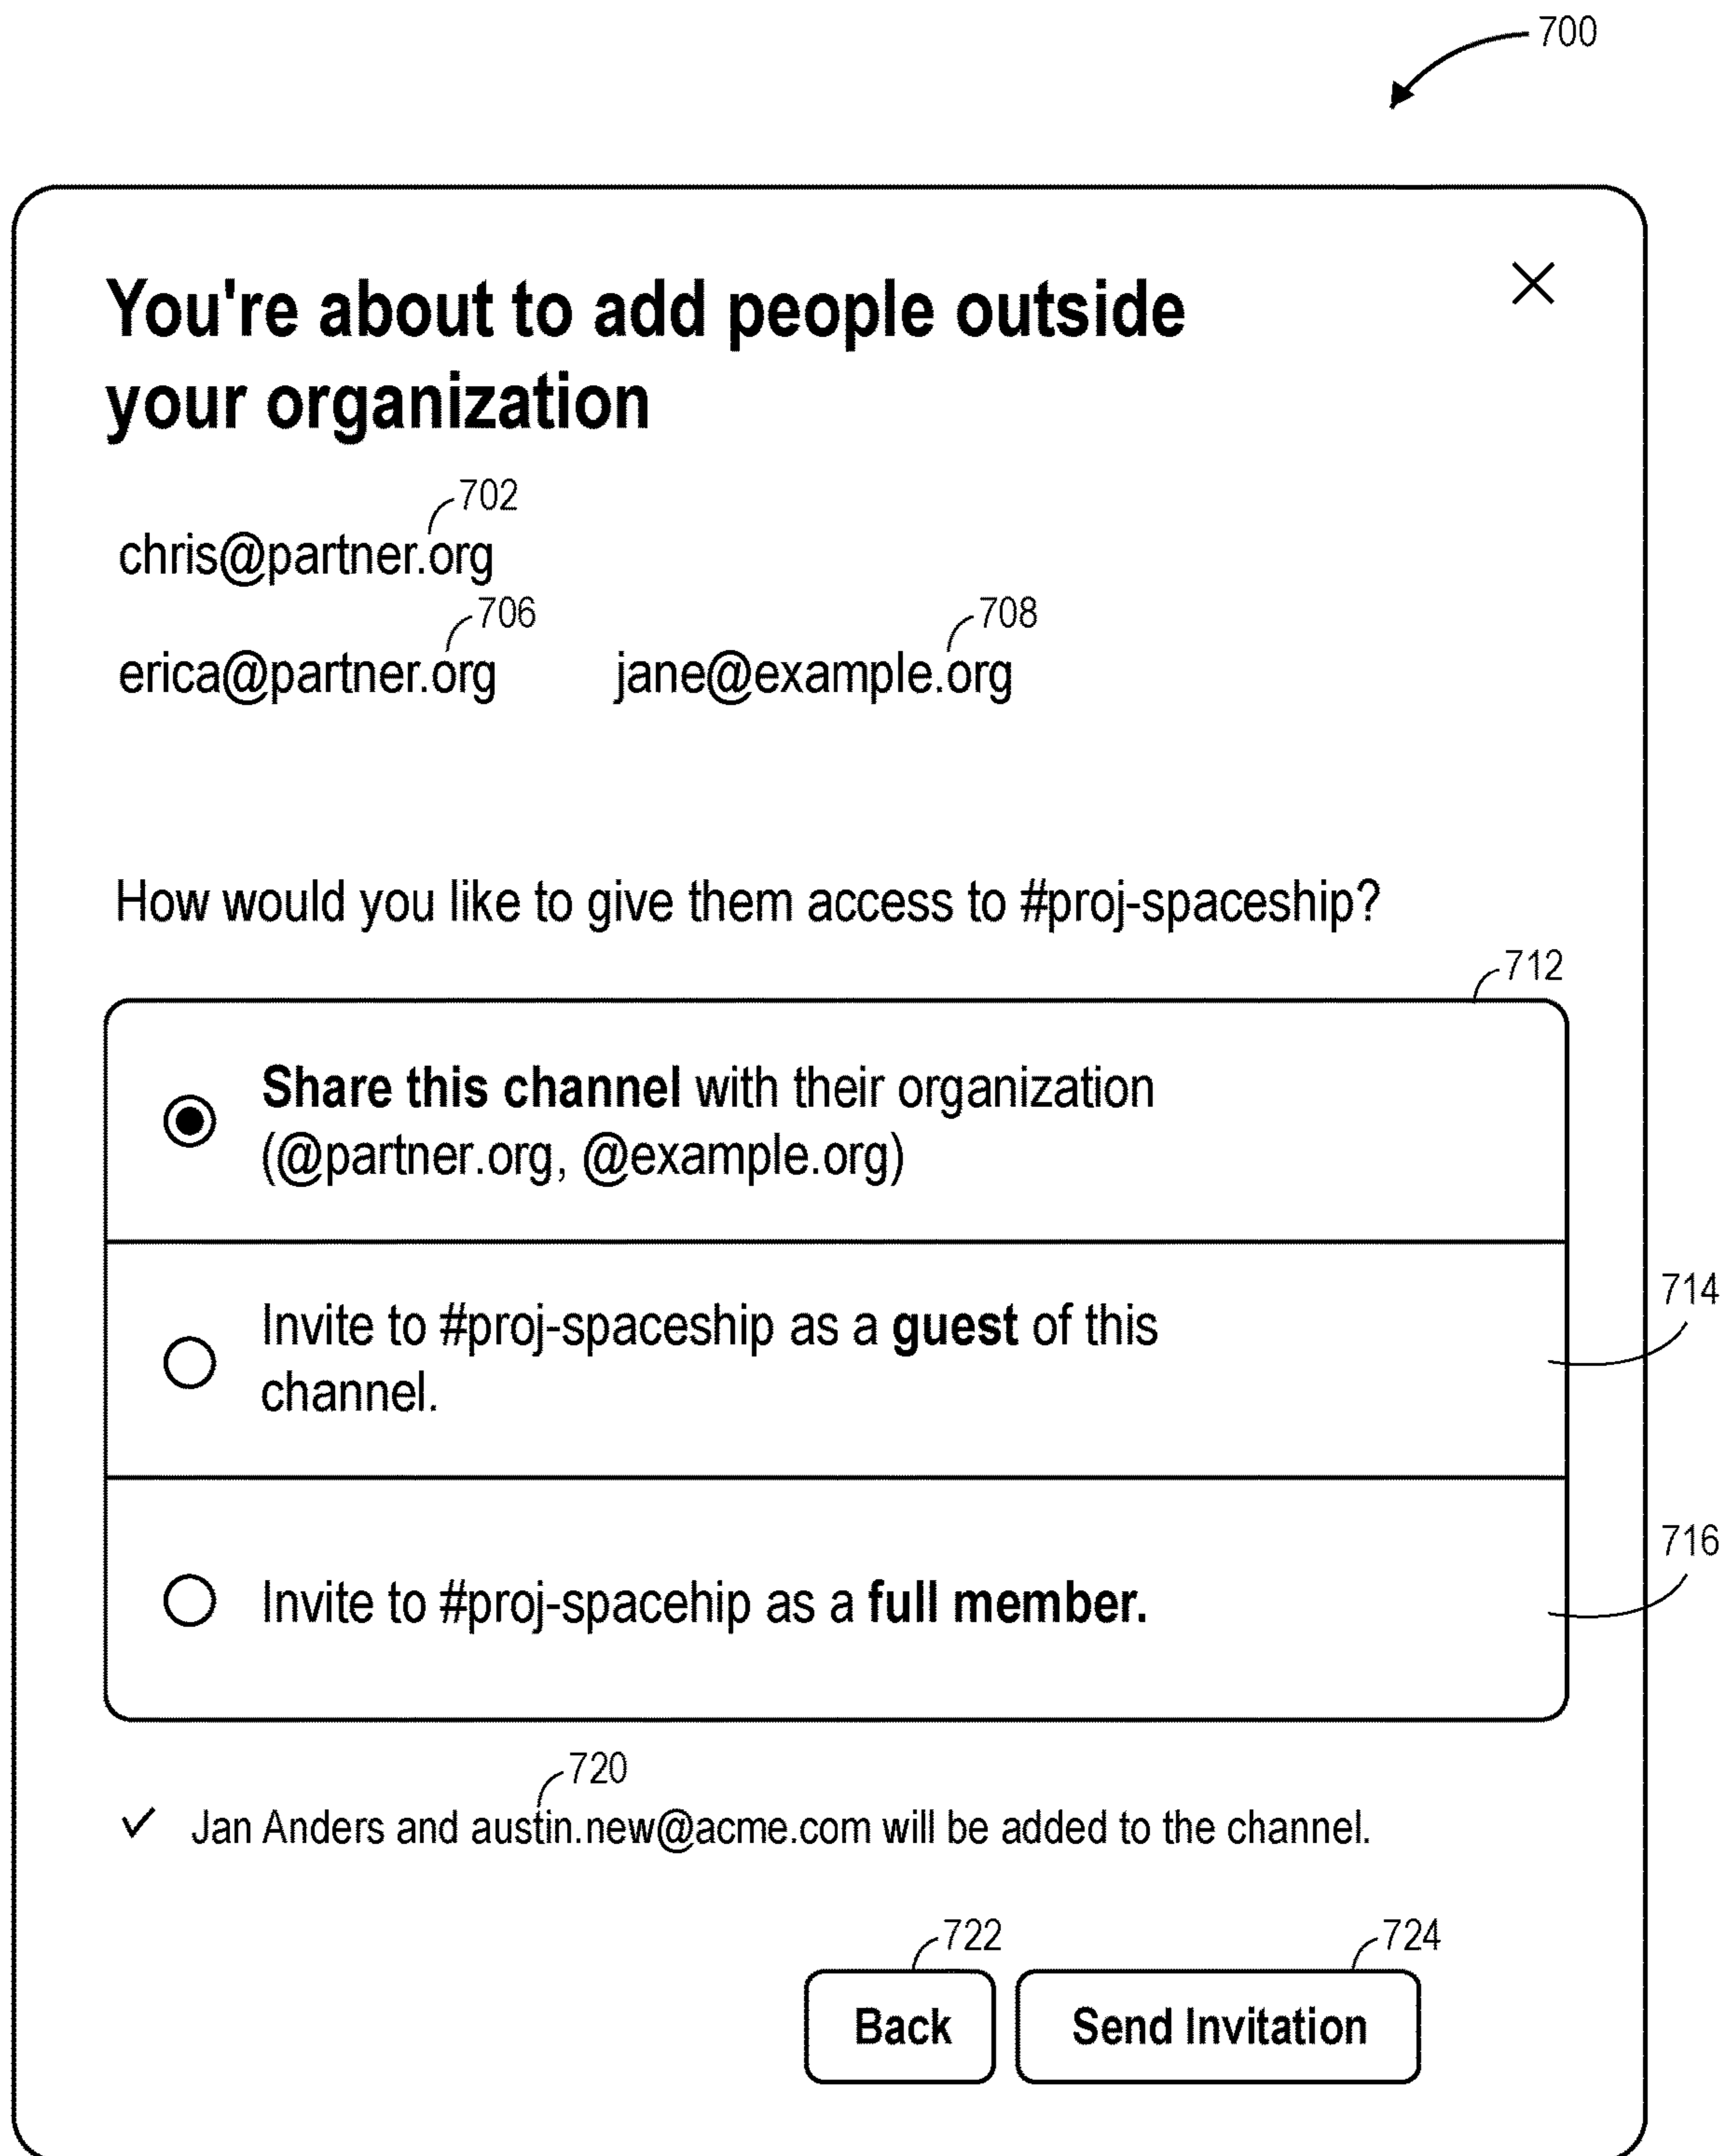 700
You're about to add people outside
your organization
702
chris@partner.org
706 708
erica@partner.org jane@example.org
How would you like to give them access to #proj-spaceship?
712
Share this channel with their organization
(@partner.org, @example.org)
714
Invite to #proj-spaceship as a guest of this
channel.
716
Invite to #proj-spacehip as a full member.
720
✓ Jan Anders and austin.new@acme.com will be added to the channel.
722 724
Back Send Invitation